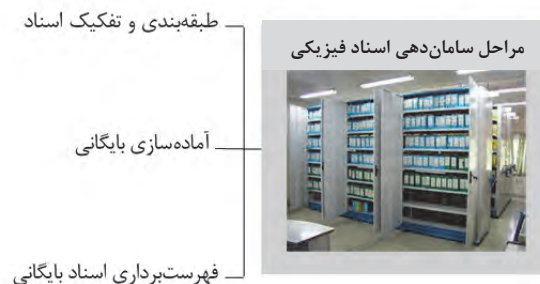 مراحل سامان‌دهی اسناد فیزیکی
طبقه‌بندی و تفکیک اسناد
آماده‌سازی بایگانی
فهرست‌برداری اسناد بایگانی